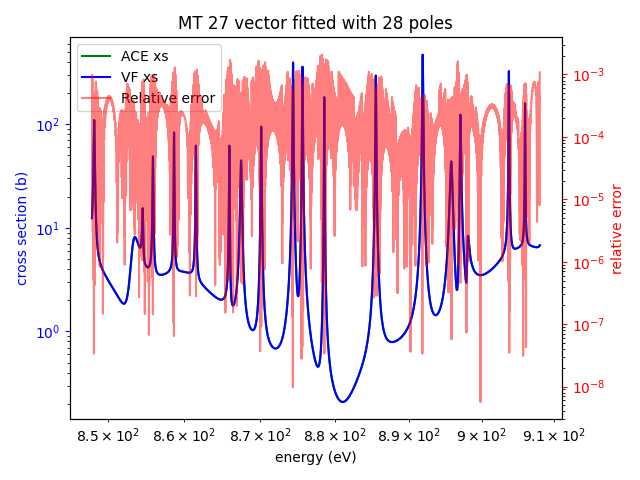 MT 27 vector fitted with 28 poles
ACE xs
VF xs
Relative error
cross section (b)
10²
10¹
10⁰
relative error
10⁻³
10⁻⁴
10⁻⁵
10⁻⁶
10⁻⁷
10⁻⁸
8.5 × 10² 8.6 × 10² 8.7 × 10² 8.8 × 10² 8.9 × 10² 9 × 10² 9.1 × 10²
energy (eV)